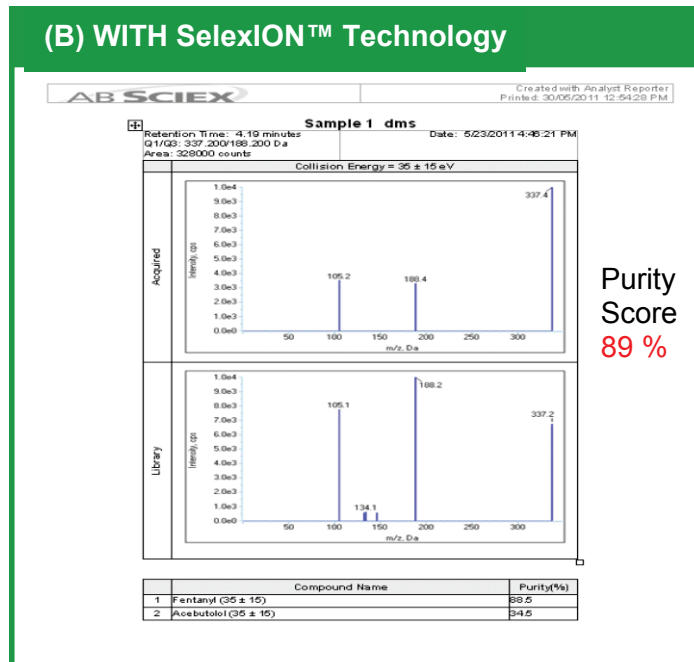 (B) WITH SelexION™ Technology
AB SCIEX
Created with Analyst Reporter
Printed: 30/05/2011 12:54:28 PM
Sample 1 dms
Retention Time: 4.19 minutes
Date: 5/23/2011 4:46:21 PM
Q1/Q3: 337.200/188.200 Da
Area: 328000 counts
Collision Energy = 35 ± 15 eV
Acquired
Intensity, cps
1.0e4
9.0e3
8.0e3
7.0e3
6.0e3
5.0e3
4.0e3
3.0e3
2.0e3
1.0e3
0.0e0
337.4
105.2
188.4
50 100 150 200 250 300
m/z, Da
Purity
Score
89 %
Library
Intensity, cps
1.0e4
9.0e3
8.0e3
7.0e3
6.0e3
5.0e3
4.0e3
3.0e3
2.0e3
1.0e3
0.0e0
188.2
105.1
337.2
134.1
50 100 150 200 250 300
m/z, Da
Compound Name Purity(%)
1 Fentanyl (35 ± 15) 88.5
2 Acebutolol (35 ± 15) 34.5